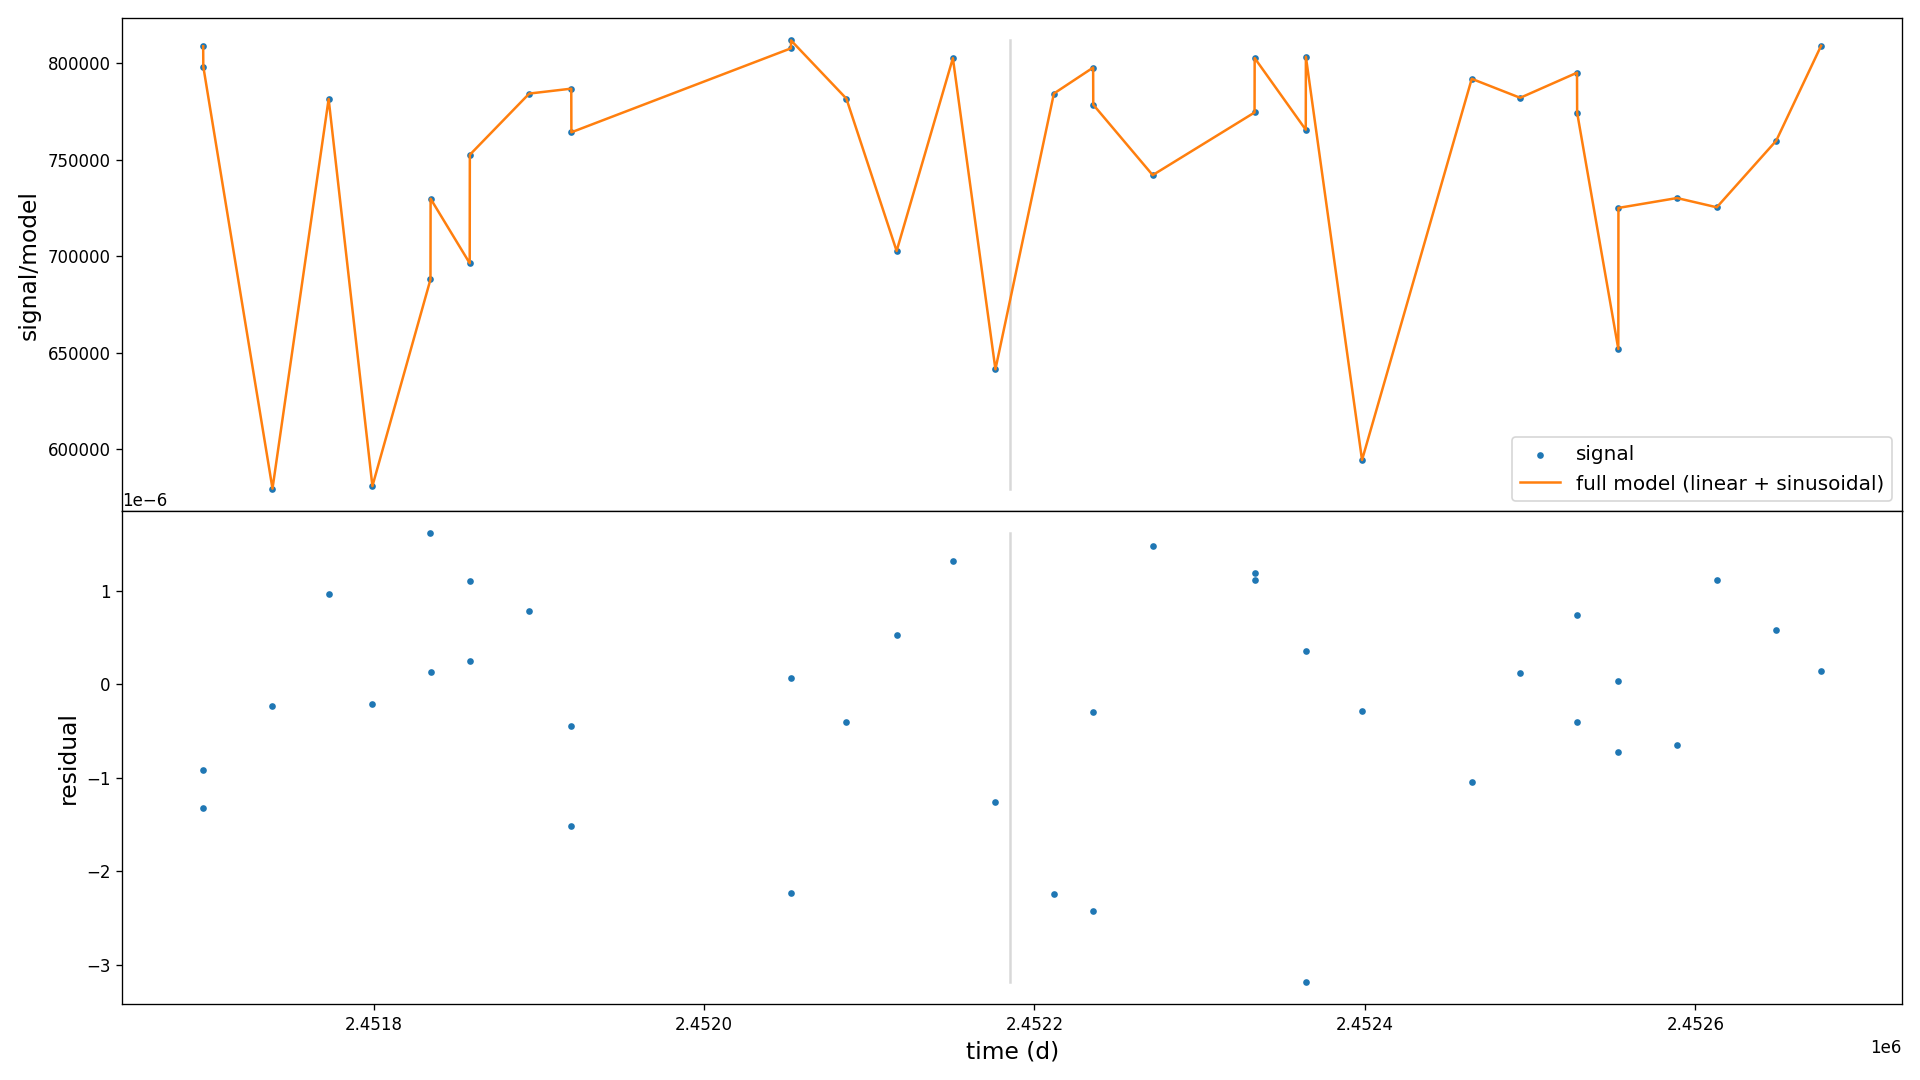 800000
750000
700000
650000
600000
signal/model
signal
full model (linear + sinusoidal)
1e−6
1
0
−1
−2
−3
residual
2.4518
2.4520
2.4522
2.4524
2.4526
time (d)
1e6